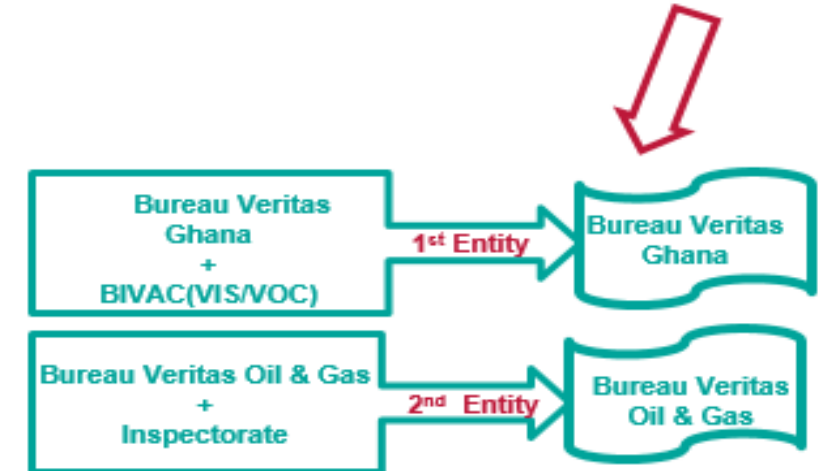 Bureau Veritas
Ghana
+
BIVAC(VIS/VOC)
1st Entity
Bureau Veritas
Ghana
Bureau Veritas Oil & Gas
+
Inspectorate
2nd Entity
Bureau Veritas
Oil & Gas